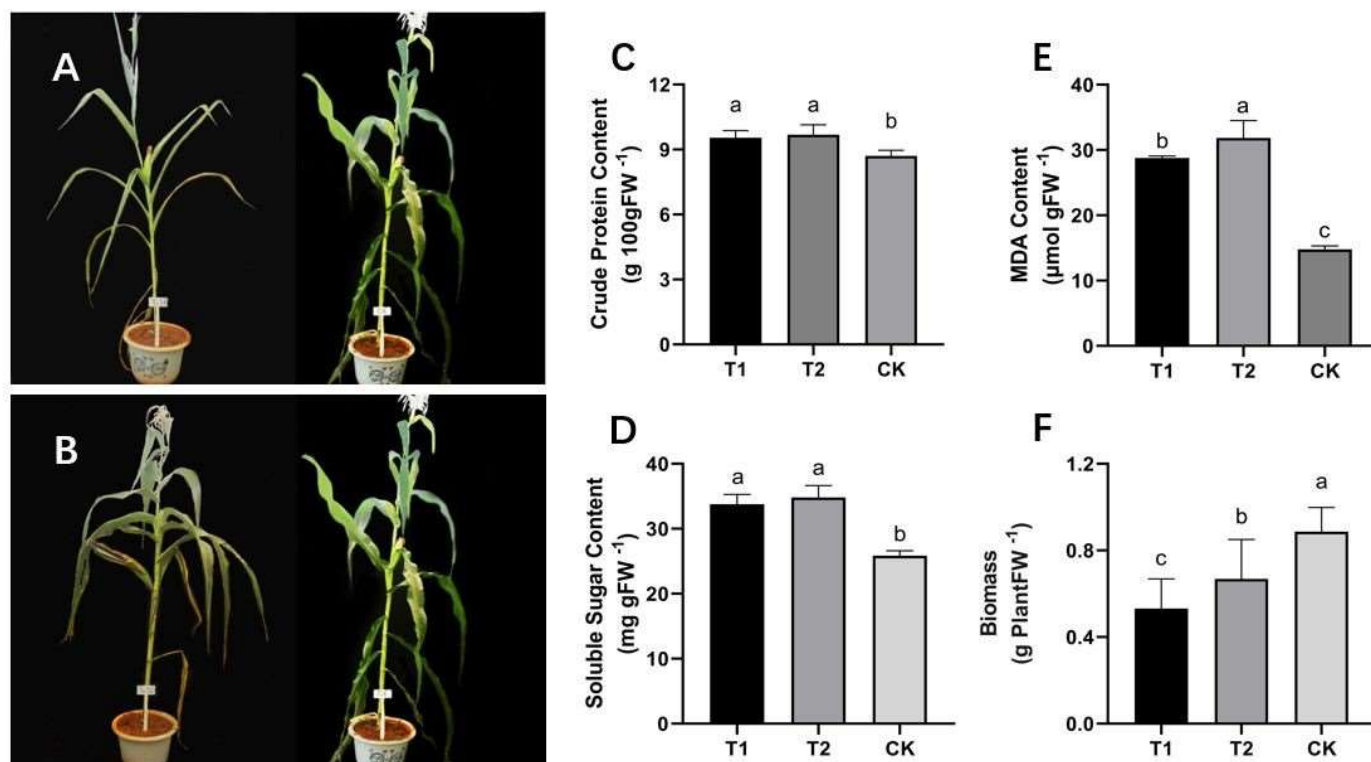 A
B
C
Crude Protein Content
(g 100gFW -1)
12
9
6
3
0
a
a
b
T1
T2
CK
D
Soluble Sugar Content
(mg gFW -1)
40
30
20
10
0
a
a
b
T1
T2
CK
E
MDA Content
(μmol gFW -1)
40
30
20
10
0
b
a
c
T1
T2
CK
F
Biomass
(g PlantFW -1)
1.2
0.8
0.4
0.0
c
b
a
T1
T2
CK